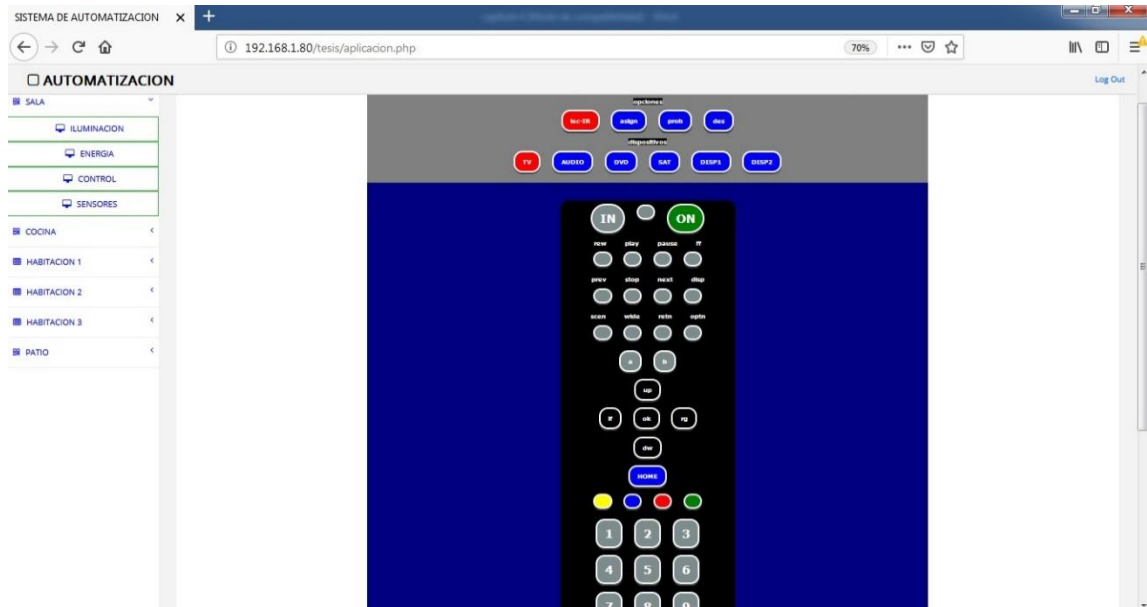 SISTEMA DE AUTOMATIZACION
192.168.1.80/tesis/aplicacion.php
70%
AUTOMATIZACION
Log Out
SALA
ILUMINACION
ENERGIA
CONTROL
SENSORES
COCINA
HABITACION 1
HABITACION 2
HABITACION 3
PATIO
opciones
lec-IR asign prob des
dispositivos
TV AUDIO DVD SAT DISP1 DISP2
IN ON
rew play pause ff
prev stop next disp
scen wide retn optn
a b
up
lf ok rg
dw
HOME
1 2 3
4 5 6
7 8 9